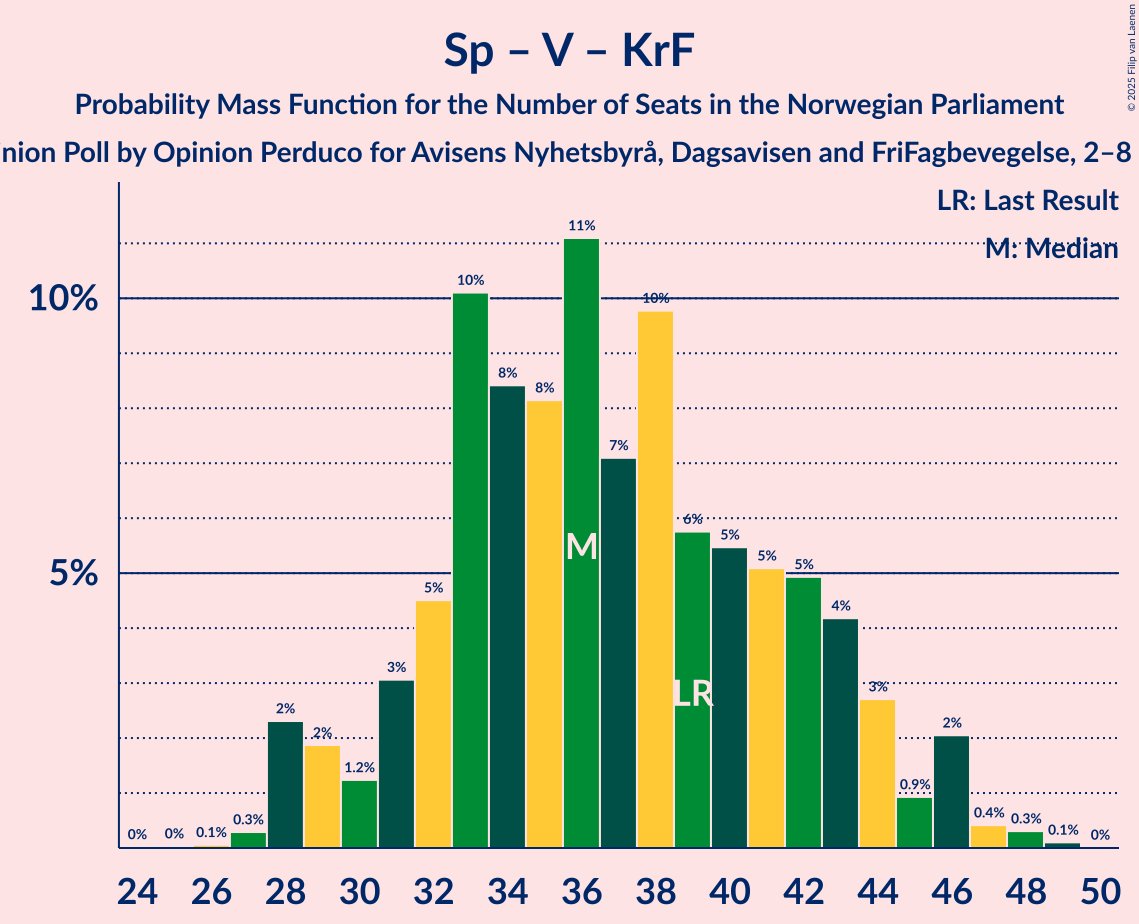 Sp – V – KrF
Probability Mass Function for the Number of Seats in the Norwegian Parliament
Poll by Opinion Perduco for Avisens Nyhetsbyrå, Dagsavisen and FriFagbevegelse, 2–8
© 2025 Filip van Laenen
LR: Last Result
M: Median
10%
5%
0% 0% 0.1% 0.3% 2% 2% 1.2% 3% 5% 10% 8% 8% 11% 7% 10% 6% 5% 5% 5% 4% 3% 0.9% 2% 0.4% 0.3% 0.1% 0%
M
LR
24 26 28 30 32 34 36 38 40 42 44 46 48 50